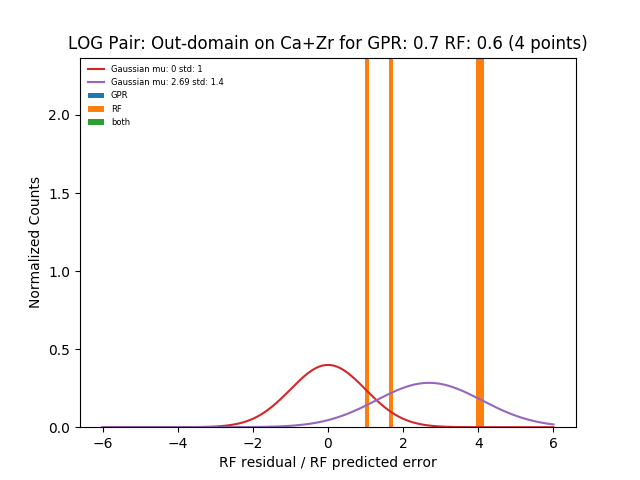 LOG Pair: Out-domain on Ca+Zr for GPR: 0.7 RF: 0.6 (4 points)
Gaussian mu: 0 std: 1
Gaussian mu: 2.69 std: 1.4
GPR
RF
both
2.0
1.5
1.0
0.5
0.0
Normalized Counts
−6
−4
−2
0
2
4
6
RF residual / RF predicted error